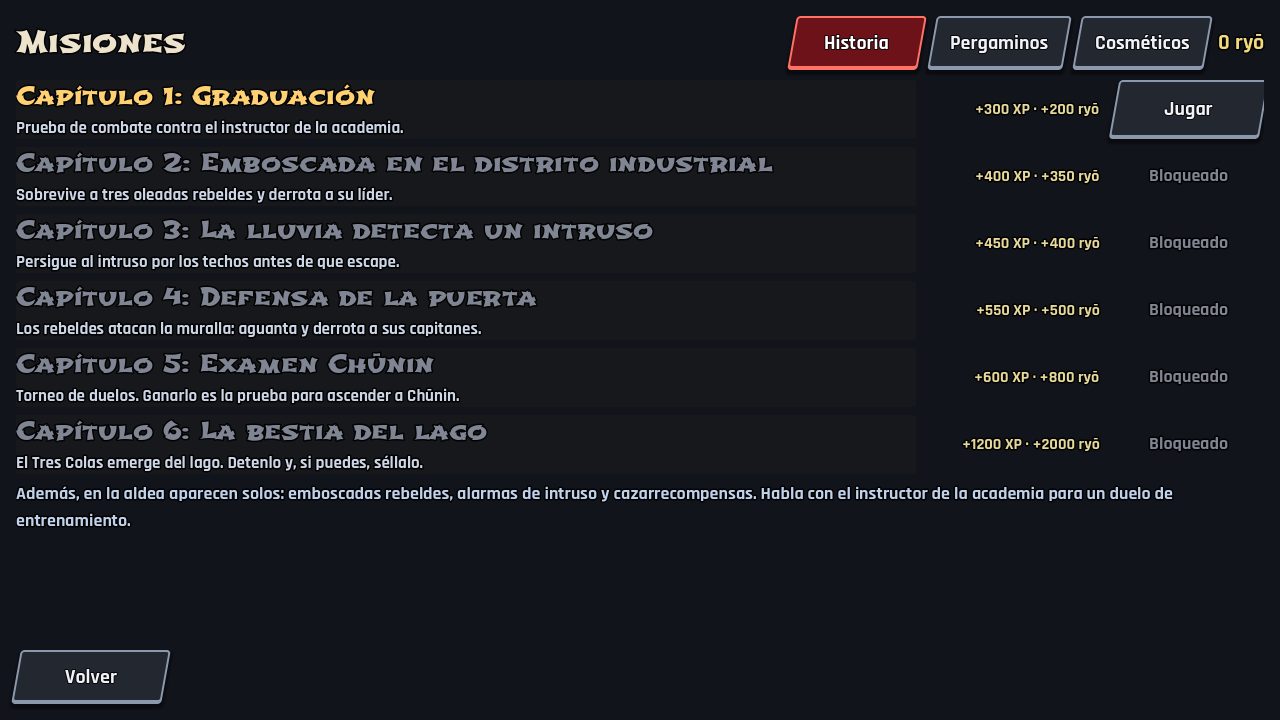 Misiones
Historia
Pergaminos
Cosméticos
0 ryō
Capítulo 1: Graduación
Prueba de combate contra el instructor de la academia.
+300 XP · +200 ryō
Jugar
Capítulo 2: Emboscada en el distrito industrial
Sobrevive a tres oleadas rebeldes y derrota a su líder.
+400 XP · +350 ryō
Bloqueado
Capítulo 3: La lluvia detecta un intruso
Persigue al intruso por los techos antes de que escape.
+450 XP · +400 ryō
Bloqueado
Capítulo 4: Defensa de la puerta
Los rebeldes atacan la muralla: aguanta y derrota a sus capitanes.
+550 XP · +500 ryō
Bloqueado
Capítulo 5: Examen Chūnin
Torneo de duelos. Ganarlo es la prueba para ascender a Chūnin.
+600 XP · +800 ryō
Bloqueado
Capítulo 6: La bestia del lago
El Tres Colas emerge del lago. Detenlo y, si puedes, séllalo.
+1200 XP · +2000 ryō
Bloqueado
Además, en la aldea aparecen solos: emboscadas rebeldes, alarmas de intruso y cazarrecompensas. Habla con el instructor de la academia para un duelo de
entrenamiento.
Volver